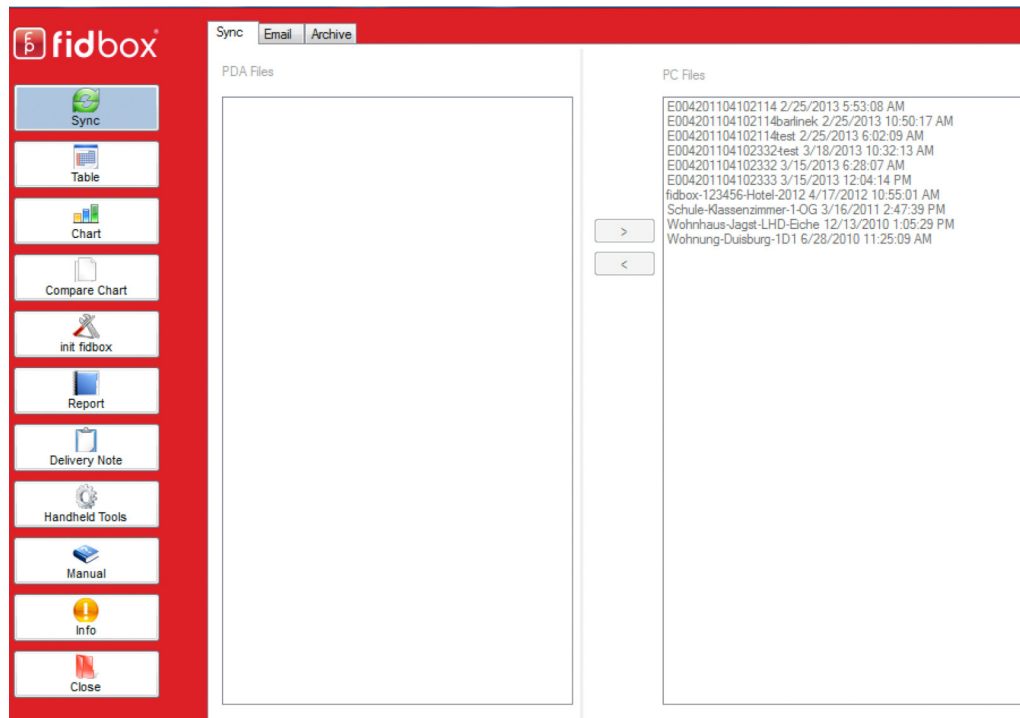 fidbox
Sync Email Archive
PDA Files
PC Files
Sync
Table
Chart
Compare Chart
init fidbox
Report
Delivery Note
Handheld Tools
Manual
Info
Close
>
<
E004201104102114 2/25/2013 5:53:08 AM
E004201104102114barlinek 2/25/2013 10:50:17 AM
E004201104102114test 2/25/2013 6:02:09 AM
E004201104102332-test 3/18/2013 10:32:13 AM
E004201104102332 3/15/2013 6:28:07 AM
E004201104102333 3/15/2013 12:04:14 PM
fidbox-123456-Hotel-2012 4/17/2012 10:55:01 AM
Schule-Klassenzimmer-1-OG 3/16/2011 2:47:39 PM
Wohnhaus-Jagst-LHD-Eiche 12/13/2010 1:05:29 PM
Wohnung-Duisburg-1D1 6/28/2010 11:25:09 AM